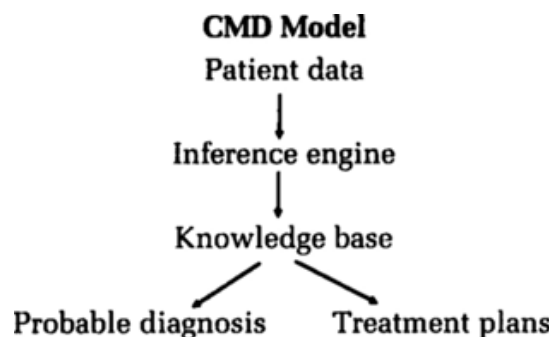 CMD Model
Patient data
Inference engine
Knowledge base
Probable diagnosis Treatment plans